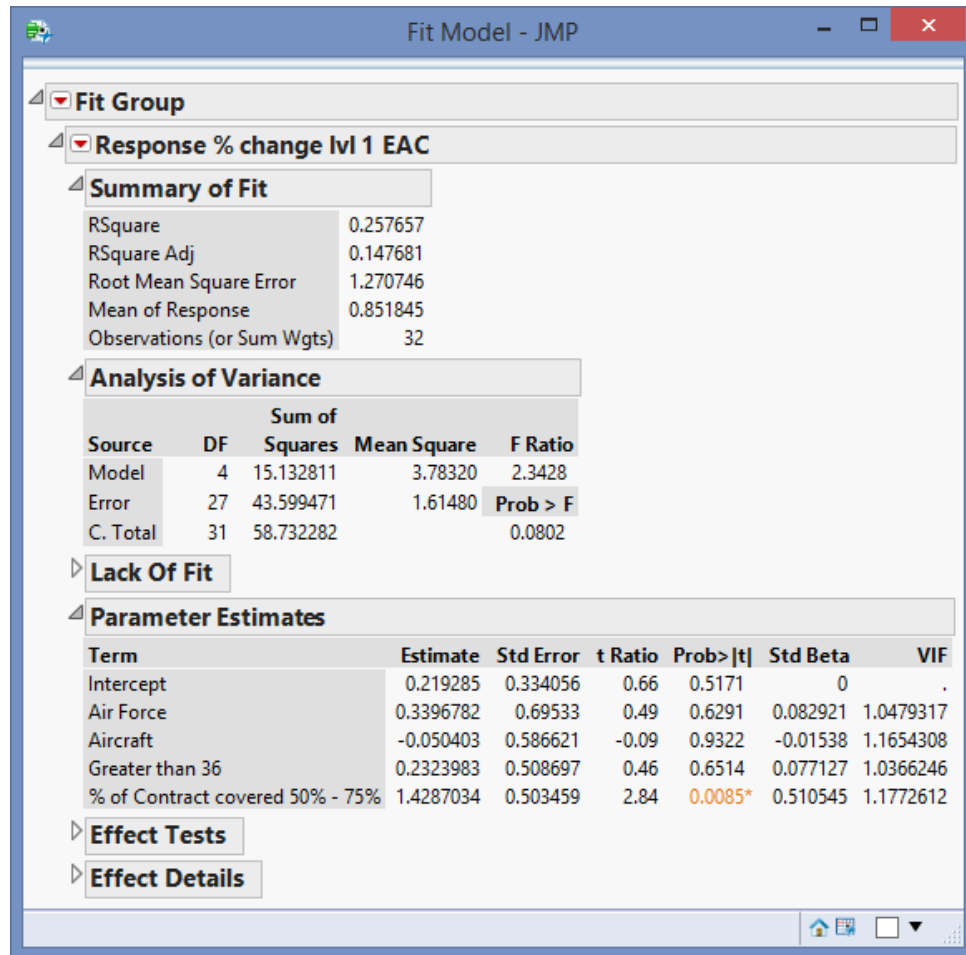 Fit Model - JMP
Fit Group
Response % change lvl 1 EAC
Summary of Fit
RSquare 0.257657
RSquare Adj 0.147681
Root Mean Square Error 1.270746
Mean of Response 0.851845
Observations (or Sum Wgts) 32
Analysis of Variance
Sum of
Source DF Squares Mean Square F Ratio
Model 4 15.132811 3.78320 2.3428
Error 27 43.599471 1.61480 Prob > F
C. Total 31 58.732282 0.0802
Lack Of Fit
Parameter Estimates
Term Estimate Std Error t Ratio Prob>|t| Std Beta VIF
Intercept 0.219285 0.334056 0.66 0.5171 0 .
Air Force 0.3396782 0.69533 0.49 0.6291 0.082921 1.0479317
Aircraft -0.050403 0.586621 -0.09 0.9322 -0.01538 1.1654308
Greater than 36 0.2323983 0.508697 0.46 0.6514 0.077127 1.0366246
% of Contract covered 50% - 75% 1.4287034 0.503459 2.84 0.0085* 0.510545 1.1772612
Effect Tests
Effect Details